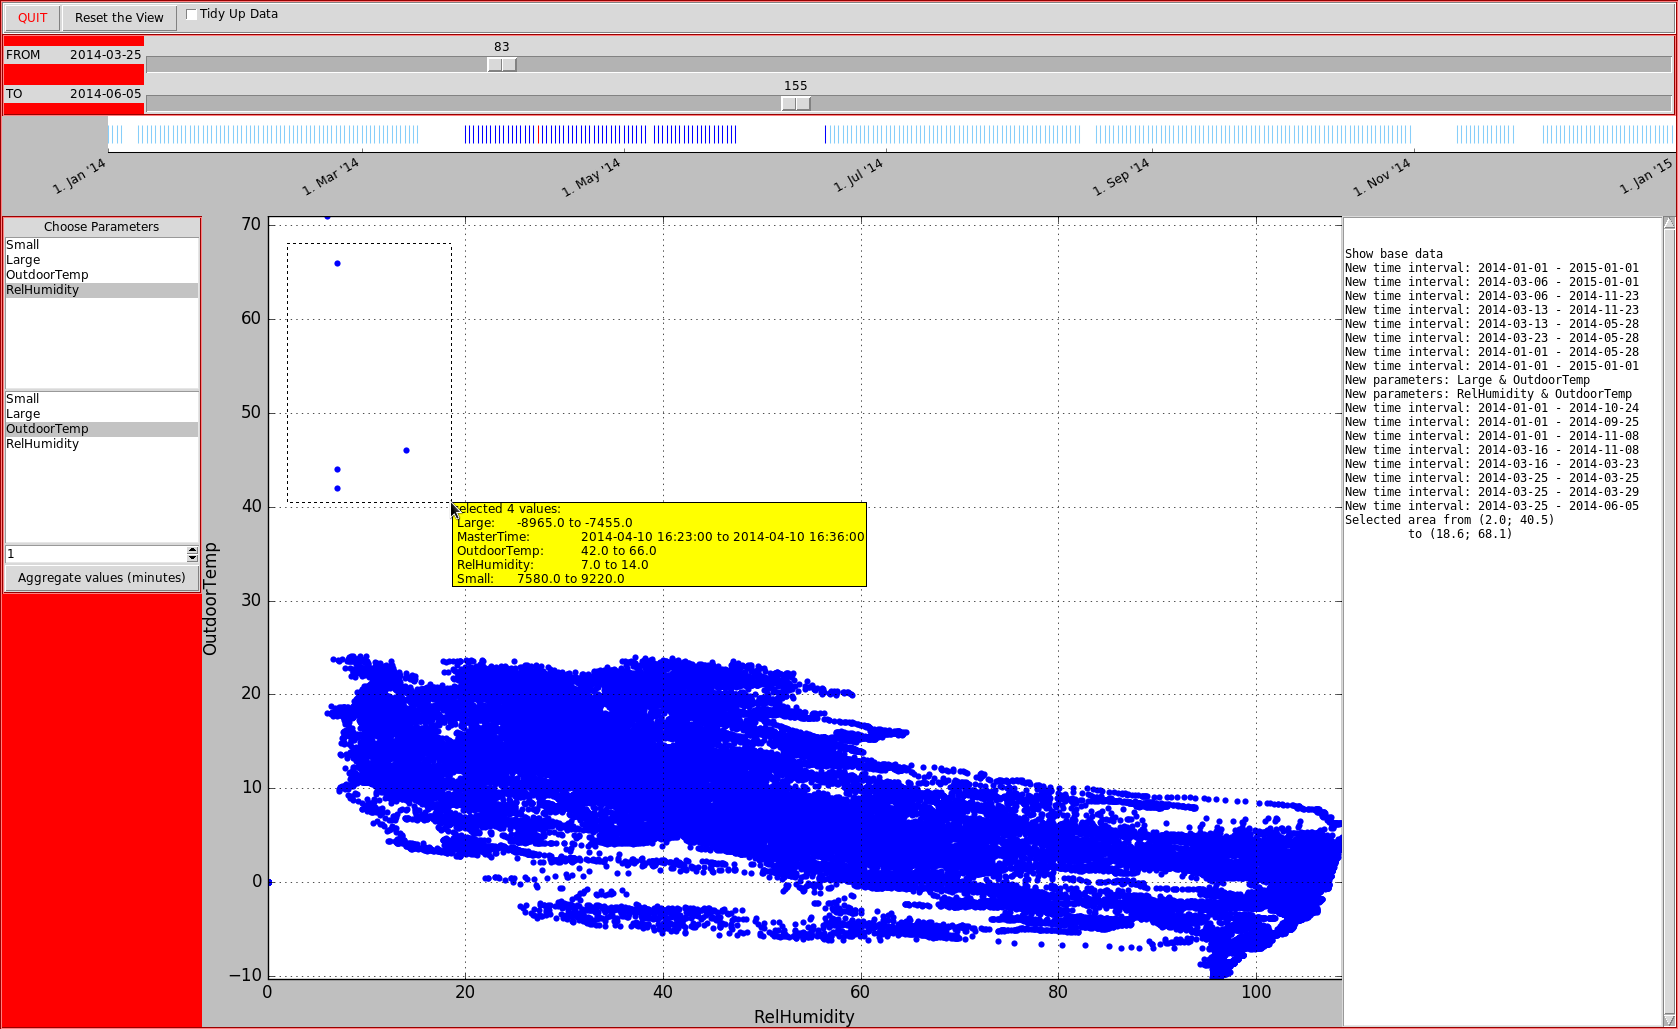 QUIT
Reset the View
Tidy Up Data
83
FROM 2014-03-25
155
TO 2014-06-05
1. Jan '14
1. Mar '14
1. May '14
1. Jul '14
1. Sep '14
1. Nov '14
1. Jan '15
Choose Parameters
Small
Large
OutdoorTemp
RelHumidity
Small
Large
OutdoorTemp
RelHumidity
1
Aggregate values (minutes)
OutdoorTemp
70
60
50
40
30
20
10
0
−10
0
20
40
60
80
100
RelHumidity
elected 4 values:
Large: -8965.0 to -7455.0
MasterTime: 2014-04-10 16:23:00 to 2014-04-10 16:36:00
OutdoorTemp: 42.0 to 66.0
RelHumidity: 7.0 to 14.0
Small: 7580.0 to 9220.0
Show base data
New time interval: 2014-01-01 - 2015-01-01
New time interval: 2014-03-06 - 2015-01-01
New time interval: 2014-03-06 - 2014-11-23
New time interval: 2014-03-13 - 2014-11-23
New time interval: 2014-03-13 - 2014-05-28
New time interval: 2014-03-23 - 2014-05-28
New time interval: 2014-01-01 - 2014-05-28
New time interval: 2014-01-01 - 2015-01-01
New parameters: Large & OutdoorTemp
New parameters: RelHumidity & OutdoorTemp
New time interval: 2014-01-01 - 2014-10-24
New time interval: 2014-01-01 - 2014-09-25
New time interval: 2014-01-01 - 2014-11-08
New time interval: 2014-03-16 - 2014-11-08
New time interval: 2014-03-16 - 2014-03-23
New time interval: 2014-03-25 - 2014-03-25
New time interval: 2014-03-25 - 2014-03-29
New time interval: 2014-03-25 - 2014-06-05
Selected area from (2.0; 40.5)
to (18.6; 68.1)